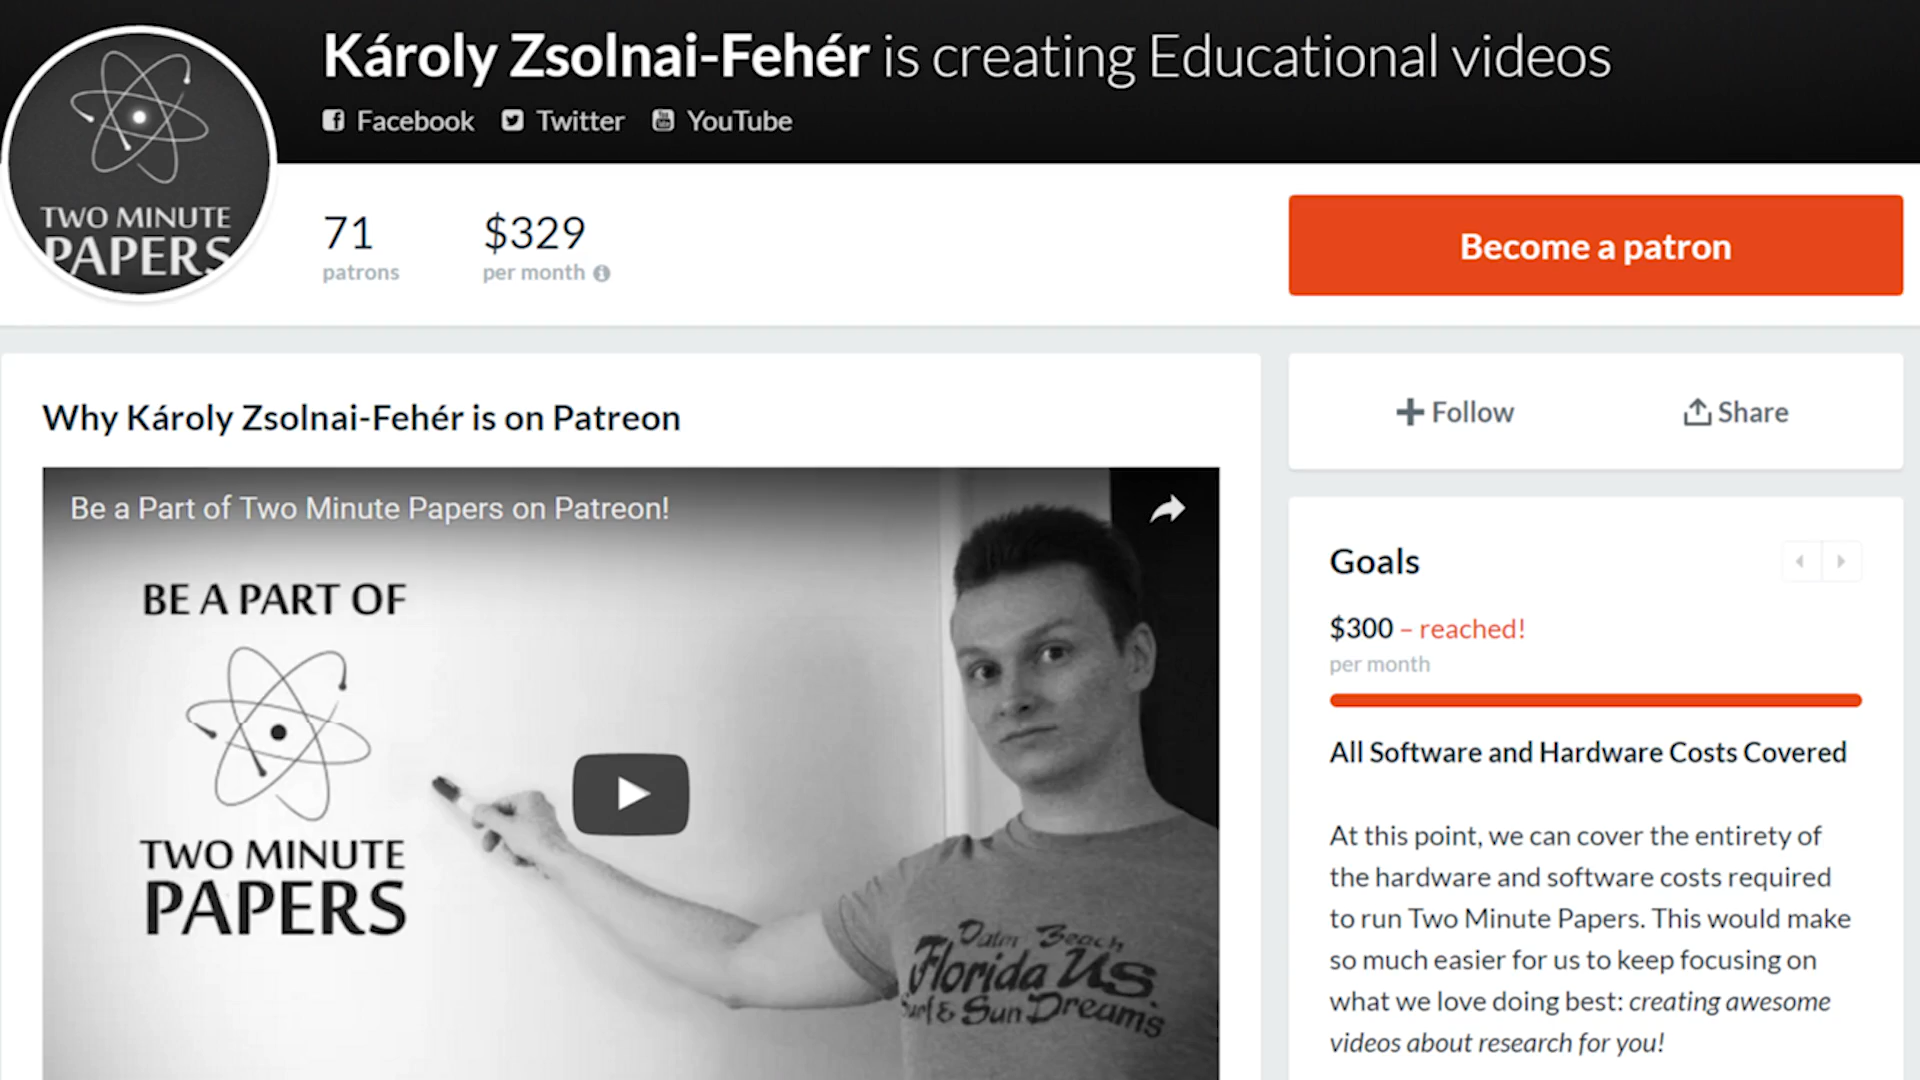 Károly Zsolnai-Fehér is creating Educational videos
Facebook Twitter YouTube
TWO MINUTE
PAPERS
71
patrons
$329
per month
Become a patron
Why Károly Zsolnai-Fehér is on Patreon
Be a Part of Two Minute Papers on Patreon!
BE A PART OF
TWO MINUTE
PAPERS
Palm Beach
Florida US.
Surf & Sun Dreams
Follow
Share
Goals
$300 – reached!
per month
All Software and Hardware Costs Covered
At this point, we can cover the entirety of
the hardware and software costs required
to run Two Minute Papers. This would make
so much easier for us to keep focusing on
what we love doing best: creating awesome
videos about research for you!